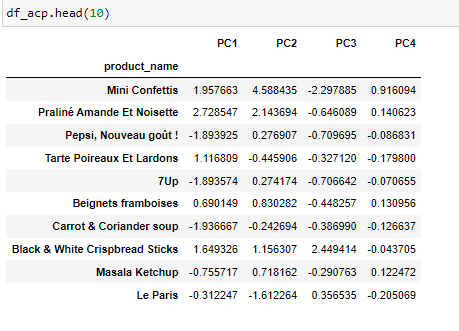 df_acp.head(10)
PC1 PC2 PC3 PC4
product_name
Mini Confettis 1.957663 4.588435 -2.297885 0.916094
Praliné Amande Et Noisette 2.728547 2.143694 -0.646089 0.140623
Pepsi, Nouveau goût ! -1.893925 0.276907 -0.709695 -0.086831
Tarte Poireaux Et Lardons 1.116809 -0.445906 -0.327120 -0.179800
7Up -1.893574 0.274174 -0.706642 -0.070655
Beignets framboises 0.690149 0.830282 -0.448257 0.130956
Carrot & Coriander soup -1.936667 -0.242694 -0.386990 -0.126637
Black & White Crispbread Sticks 1.649326 1.156307 2.449414 -0.043705
Masala Ketchup -0.755717 0.718162 -0.290763 0.122472
Le Paris -0.312247 -1.612264 0.356535 -0.205069